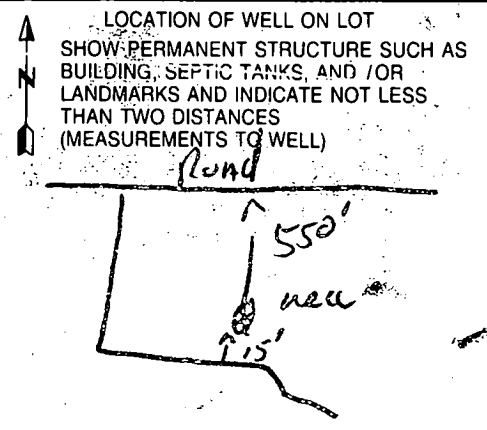 LOCATION OF WELL ON LOT
N
SHOW PERMANENT STRUCTURE SUCH AS
BUILDING, SEPTIC TANKS, AND /OR
LANDMARKS AND INDICATE NOT LESS
THAN TWO DISTANCES
(MEASUREMENTS TO WELL)
Road
550'
well
15'